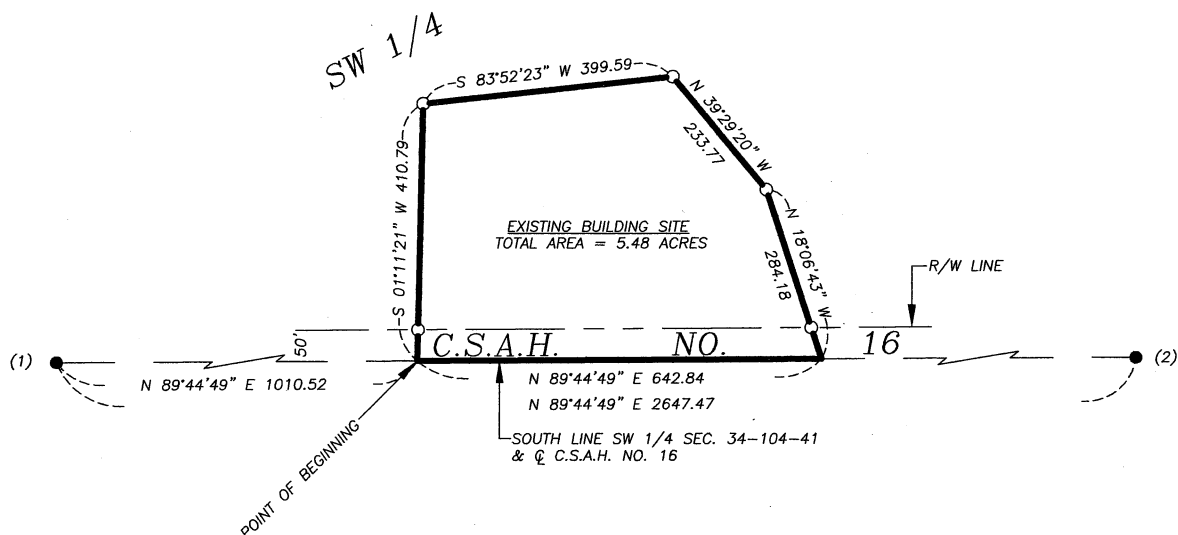 SW 1/4
S 83°52'23" W 399.59
N 39°29'20" W
233.77
S 01°11'21" W 410.79
EXISTING BUILDING SITE
TOTAL AREA = 5.48 ACRES
N 18°06'43" W
284.18
R/W LINE
50'
C.S.A.H. NO. 16
(1)
(2)
N 89°44'49" E 1010.52
N 89°44'49" E 642.84
N 89°44'49" E 2647.47
SOUTH LINE SW 1/4 SEC. 34-104-41
& ℄ C.S.A.H. NO. 16
POINT OF BEGINNING